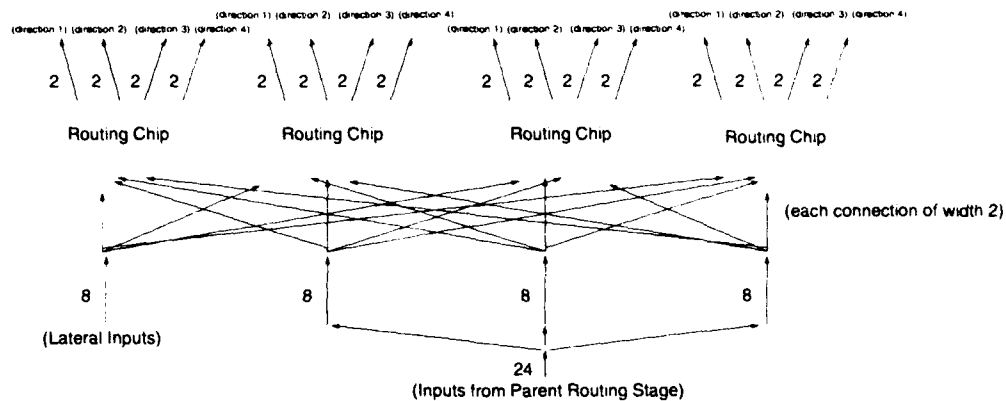 (direction 1) (direction 2) (direction 3) (direction 4)
(direction 1) (direction 2) (direction 3) (direction 4)
(direction 1) (direction 2) (direction 3) (direction 4)
(direction 1) (direction 2) (direction 3) (direction 4)
2 2 2 2 2 2 2 2 2 2 2 2 2 2 2 2
Routing Chip Routing Chip Routing Chip Routing Chip
(each connection of width 2)
8 8 8 8
(Lateral Inputs)
24
(Inputs from Parent Routing Stage)